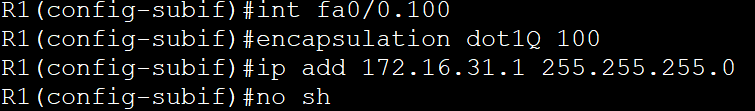 R1(config-subif)#int fa0/0.100
R1(config-subif)#encapsulation dot1Q 100
R1(config-subif)#ip add 172.16.31.1 255.255.255.0
R1(config-subif)#no sh